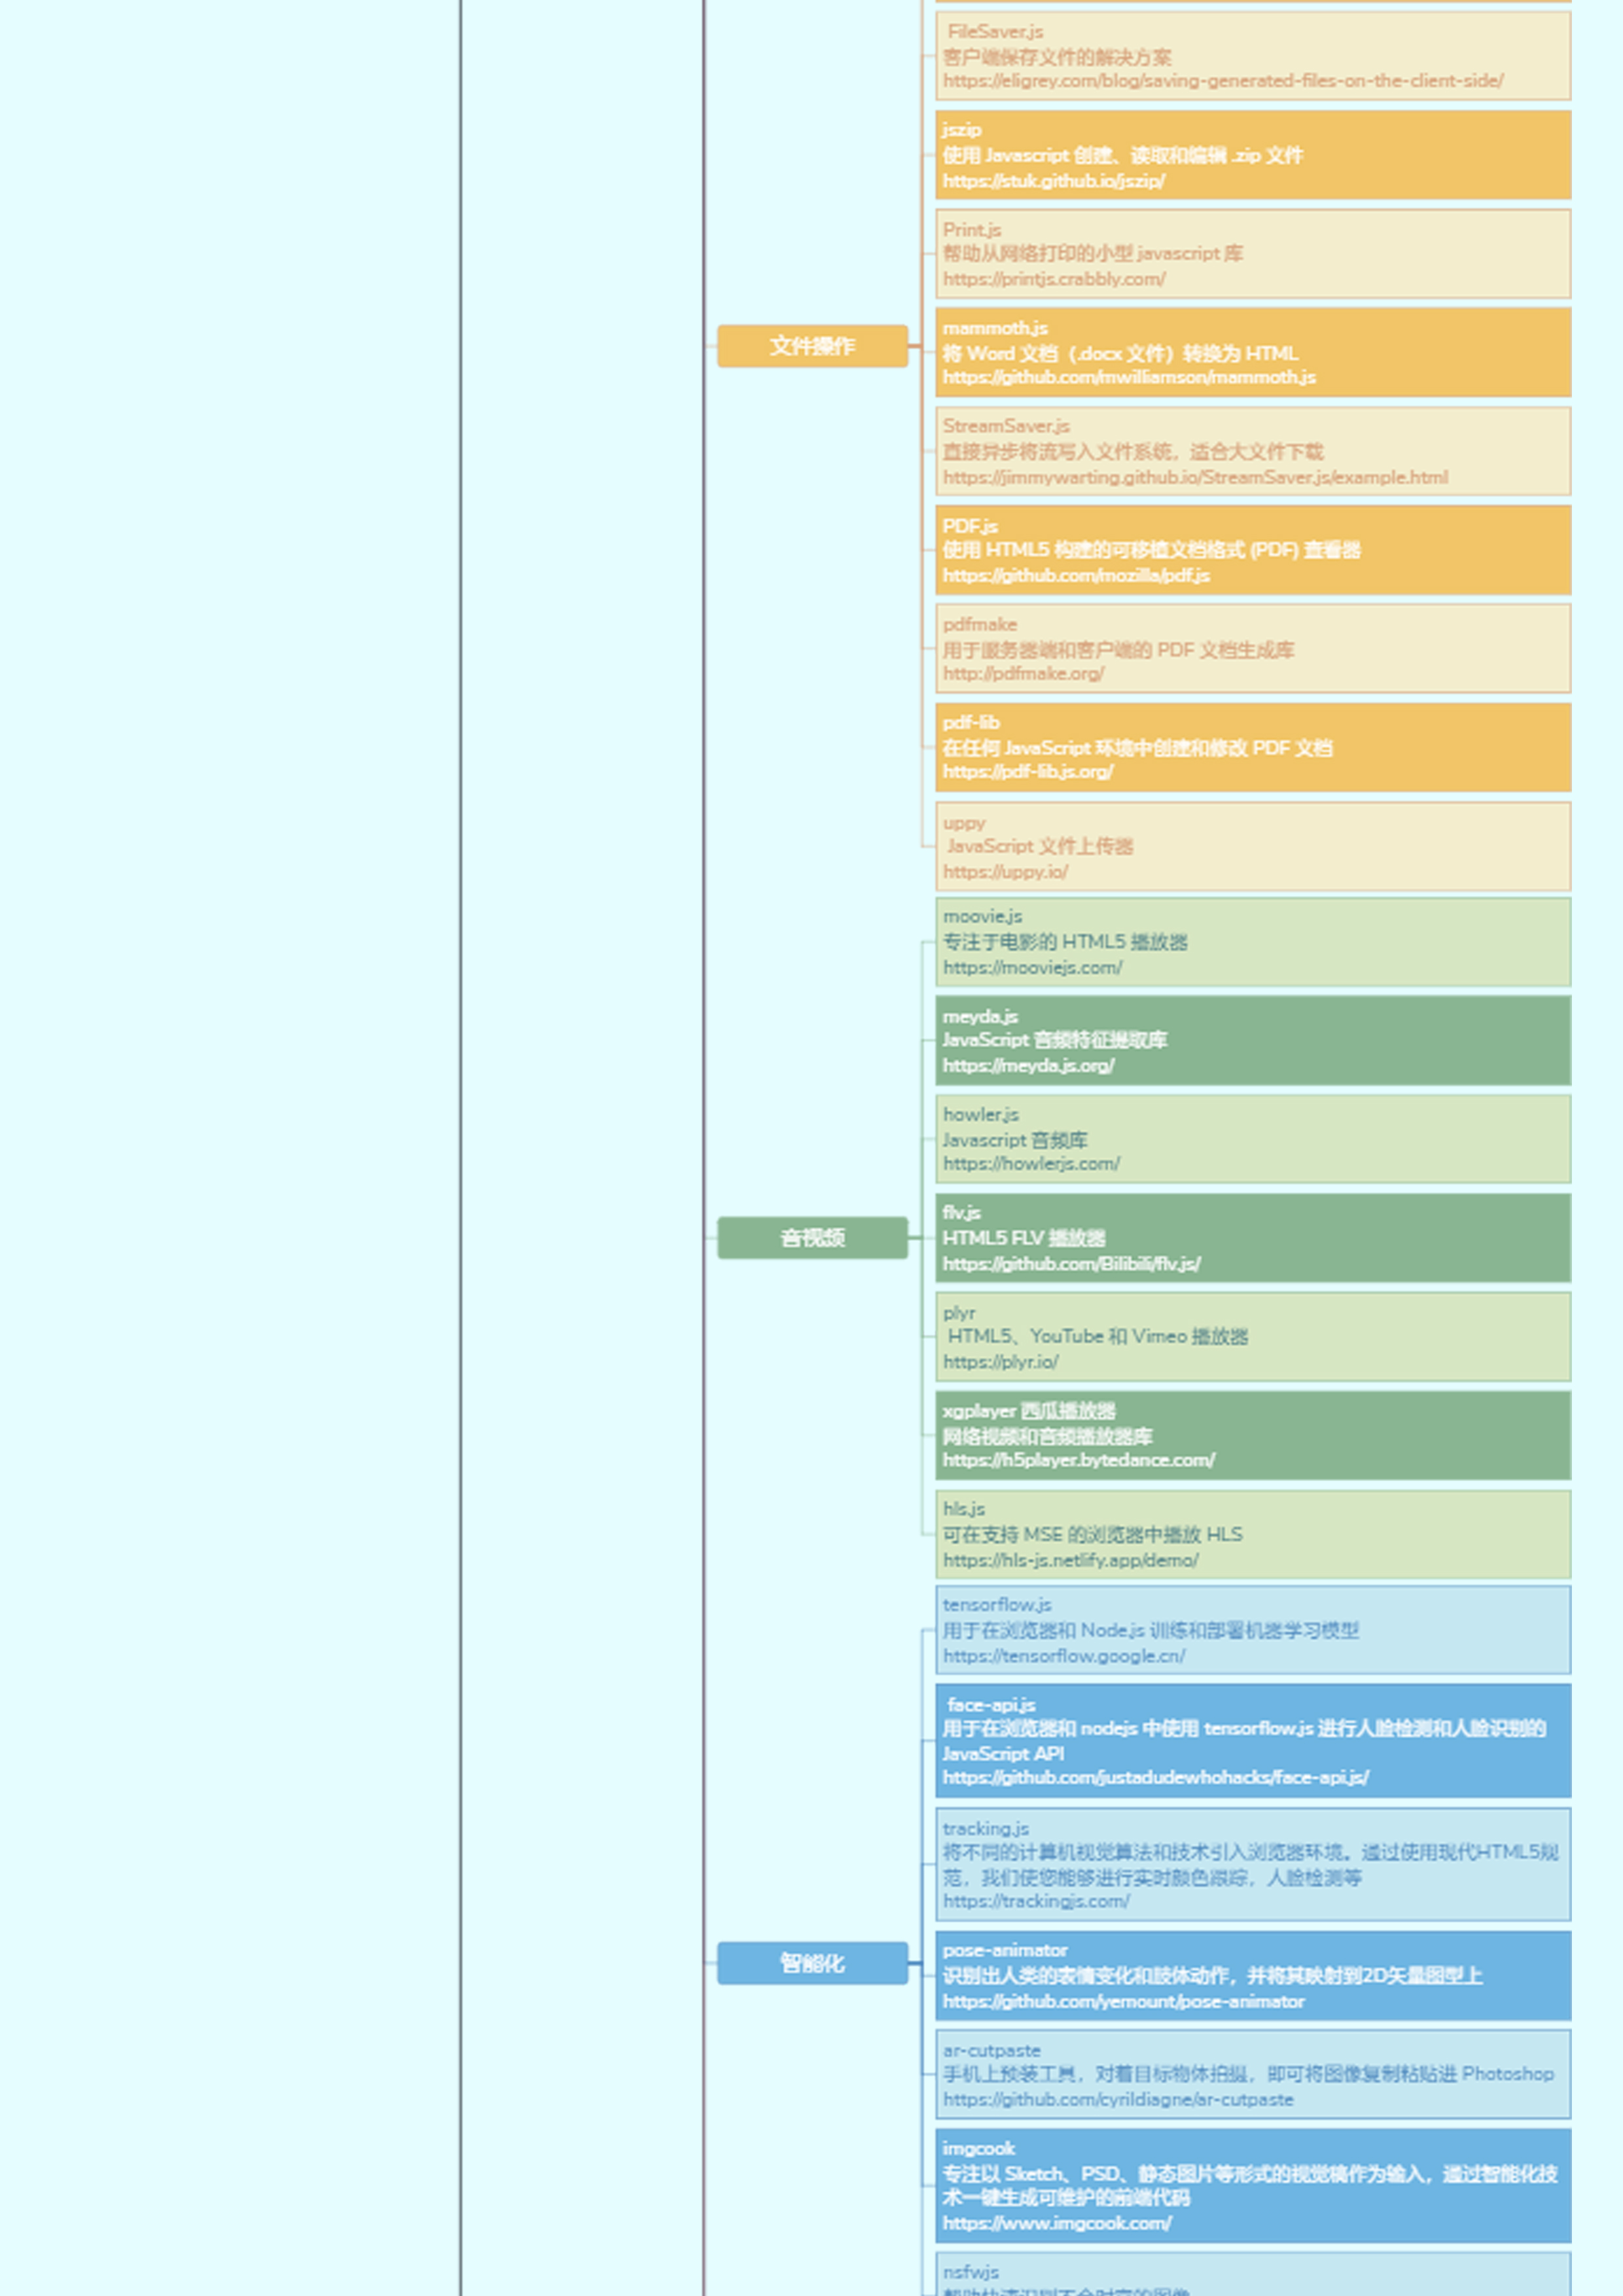 FileSaver.js
客户端保存文件的解决方案
https://eligrey.com/blog/saving-generated-files-on-the-client-side/
jszip
使用 Javascript 创建、读取和编辑 .zip 文件
https://stuk.github.io/jszip/
Print.js
帮助从网络打印的小型 javascript 库
https://printjs.crabbly.com/
文件操作
mammoth.js
将 Word 文档（.docx 文件）转换为 HTML
https://github.com/mwilliamson/mammoth.js
StreamSaver.js
直接异步将流写入文件系统，适合大文件下载
https://jimmywarting.github.io/StreamSaver.js/example.html
PDF.js
使用 HTML5 构建的可移植文档格式 (PDF) 查看器
https://github.com/mozilla/pdf.js
pdfmake
用于服务器端和客户端的 PDF 文档生成库
http://pdfmake.org/
pdf-lib
在任何 JavaScript 环境中创建和修改 PDF 文档
https://pdf-lib.js.org/
uppy
JavaScript 文件上传器
https://uppy.io/
moovie.js
专注于电影的 HTML5 播放器
https://mooviejs.com/
meyda.js
JavaScript 音频特征提取库
https://meyda.js.org/
howler.js
Javascript 音频库
https://howlerjs.com/
音视频
flv.js
HTML5 FLV 播放器
https://github.com/Bilibili/flv.js/
plyr
HTML5、YouTube 和 Vimeo 播放器
https://plyr.io/
xgplayer 西瓜播放器
网络视频和音频播放器库
https://h5player.bytedance.com/
hls.js
可在支持 MSE 的浏览器中播放 HLS
https://hls-js.netlify.app/demo/
tensorflow.js
用于在浏览器和 Node.js 训练和部署机器学习模型
https://tensorflow.google.cn/
face-api.js
用于在浏览器和 nodejs 中使用 tensorflow.js 进行人脸检测和人脸识别的
JavaScript API
https://github.com/justadudewhohacks/face-api.js/
tracking.js
将不同的计算机视觉算法和技术引入浏览器环境。通过使用现代HTML5规
范，我们使您能够进行实时颜色跟踪，人脸检测等
https://trackingjs.com/
智能化
pose-animator
识别出人类的表情变化和肢体动作，并将其映射到2D矢量图型上
https://github.com/yemount/pose-animator
ar-cutpaste
手机上预装工具，对着目标物体拍摄，即可将图像复制粘贴进 Photoshop
https://github.com/cyrildiagne/ar-cutpaste
imgcook
专注以 Sketch、PSD、静态图片等形式的视觉稿作为输入，通过智能化技
术一键生成可维护的前端代码
https://www.imgcook.com/
nsfwjs